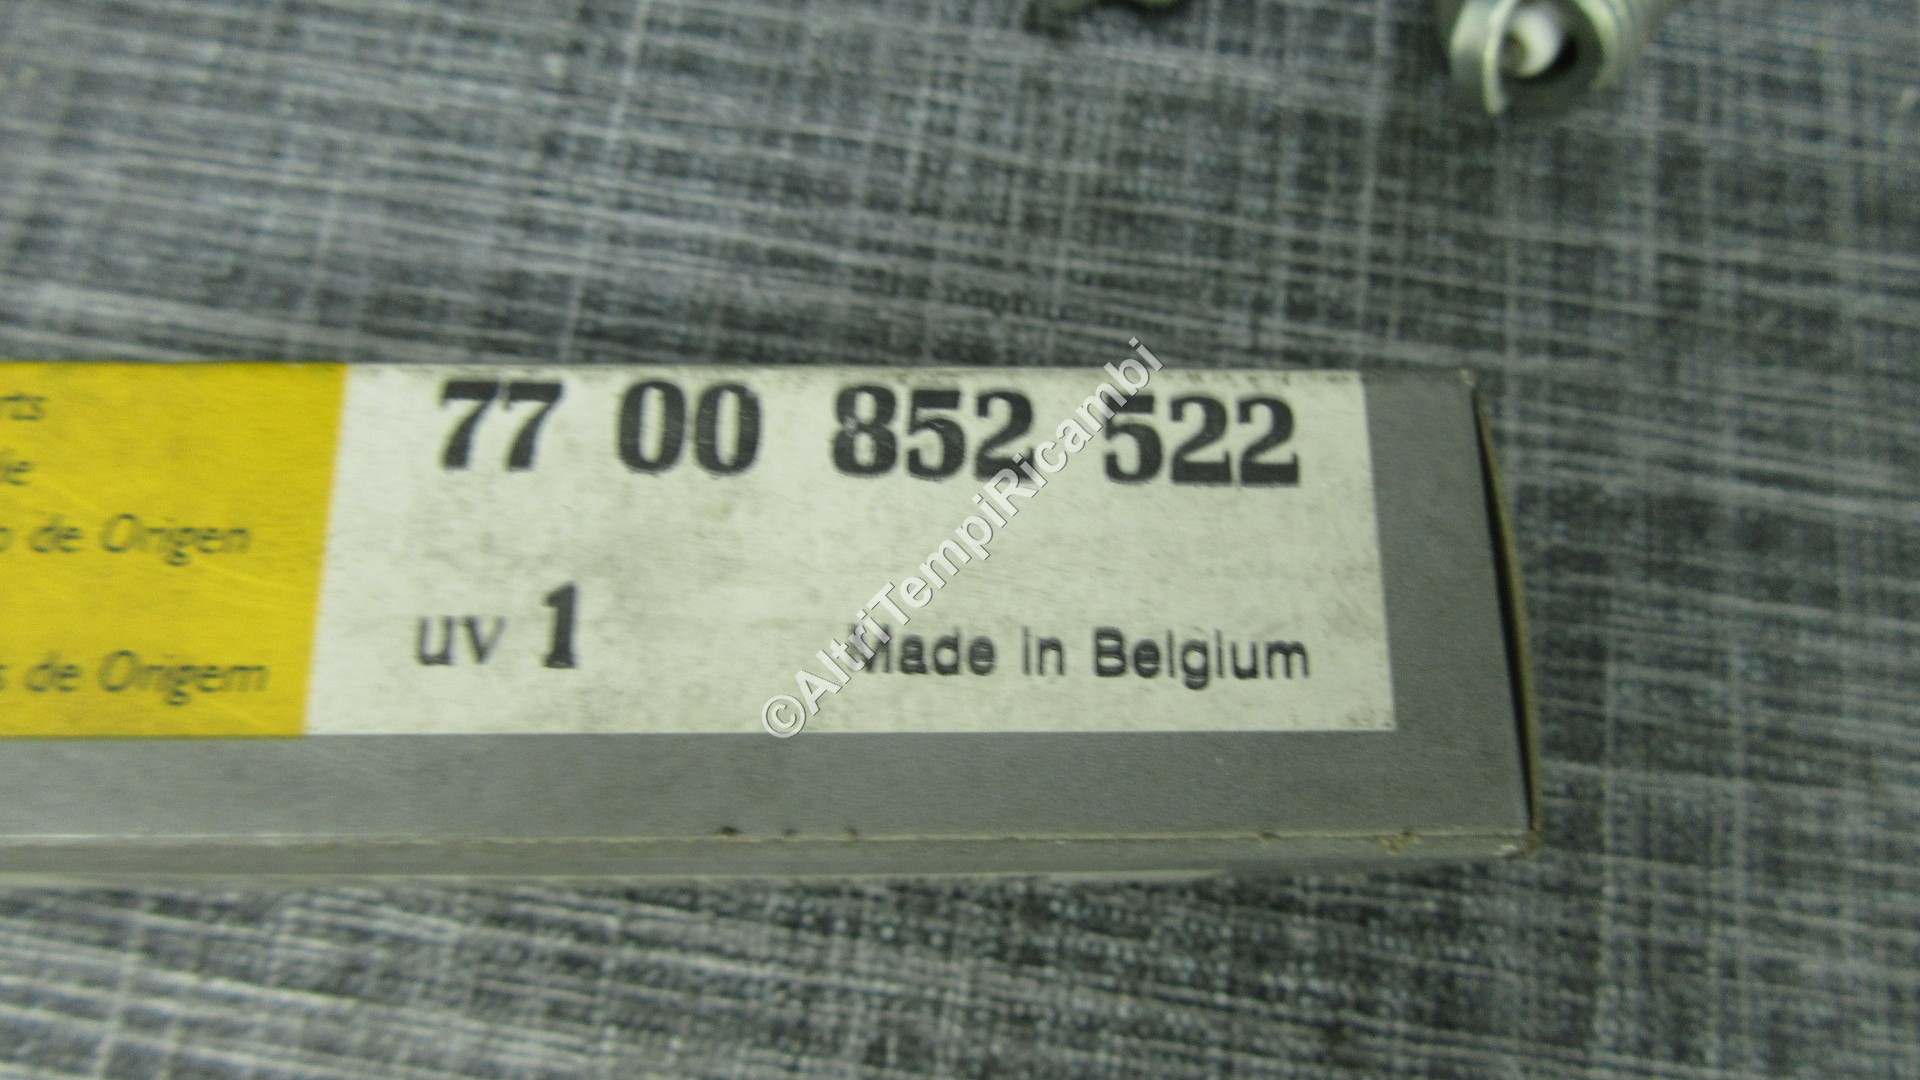 77 00 852 522
de Origen
uv 1
Made in Belgium
de Origem
©AltriTempiRicambi